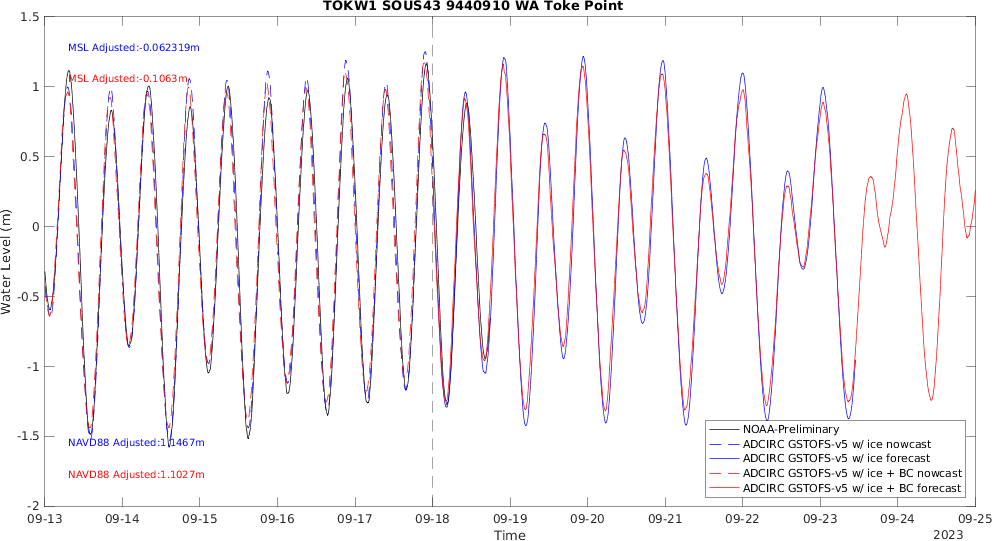 TOKW1 SOUS43 9440910 WA Toke Point
1.5
1
0.5
0
-0.5
-1
-1.5
-2
Water Level (m)
MSL Adjusted:-0.062319m
MSL Adjusted:-0.1063m
NAVD88 Adjusted:1.1467m
NAVD88 Adjusted:1.1027m
NOAA-Preliminary
ADCIRC GSTOFS-v5 w/ ice nowcast
ADCIRC GSTOFS-v5 w/ ice forecast
ADCIRC GSTOFS-v5 w/ ice + BC nowcast
ADCIRC GSTOFS-v5 w/ ice + BC forecast
09-13 09-14 09-15 09-16 09-17 09-18 09-19 09-20 09-21 09-22 09-23 09-24 09-25
Time
2023